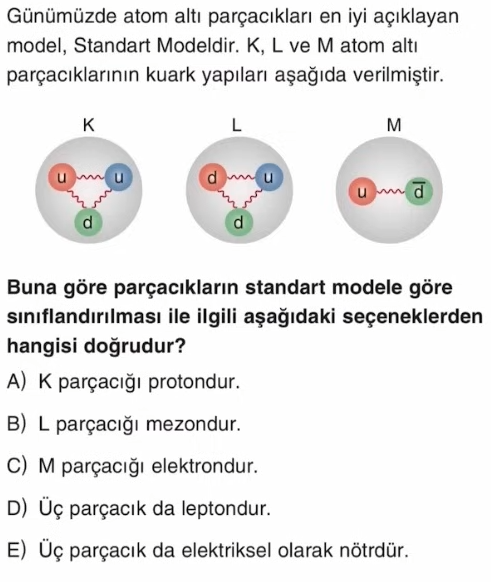 Günümüzde atom altı parçacıkları en iyi açıklayan
model, Standart Modeldir. K, L ve M atom altı
parçacıklarının kuark yapıları aşağıda verilmiştir.
K L M
u u d u u d̅
d d
Buna göre parçacıkların standart modele göre
sınıflandırılması ile ilgili aşağıdaki seçeneklerden
hangisi doğrudur?
A) K parçacığı protondur.
B) L parçacığı mezondur.
C) M parçacığı elektrondur.
D) Üç parçacık da leptondur.
E) Üç parçacık da elektriksel olarak nötrdür.